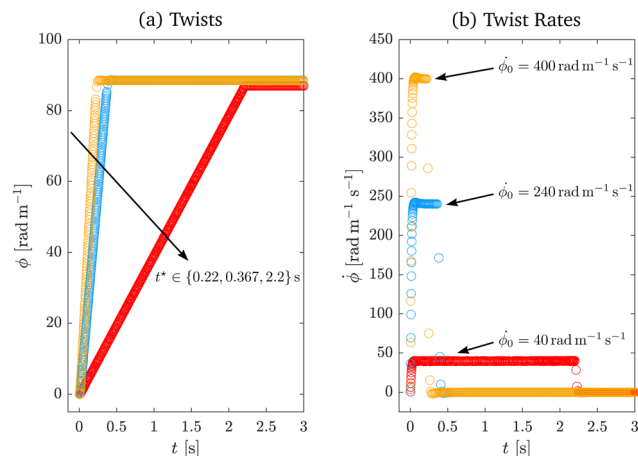 (a) Twists
100
80
60
40
20
0
ϕ [rad m⁻¹]
t* ∈ {0.22, 0.367, 2.2} s
0 0.5 1 1.5 2 2.5 3
t [s]
(b) Twist Rates
450
400
350
300
250
200
150
100
50
0
ϕ̇ [rad m⁻¹ s⁻¹]
ϕ̇₀ = 400 rad m⁻¹ s⁻¹
ϕ̇₀ = 240 rad m⁻¹ s⁻¹
ϕ̇₀ = 40 rad m⁻¹ s⁻¹
0 0.5 1 1.5 2 2.5 3
t [s]